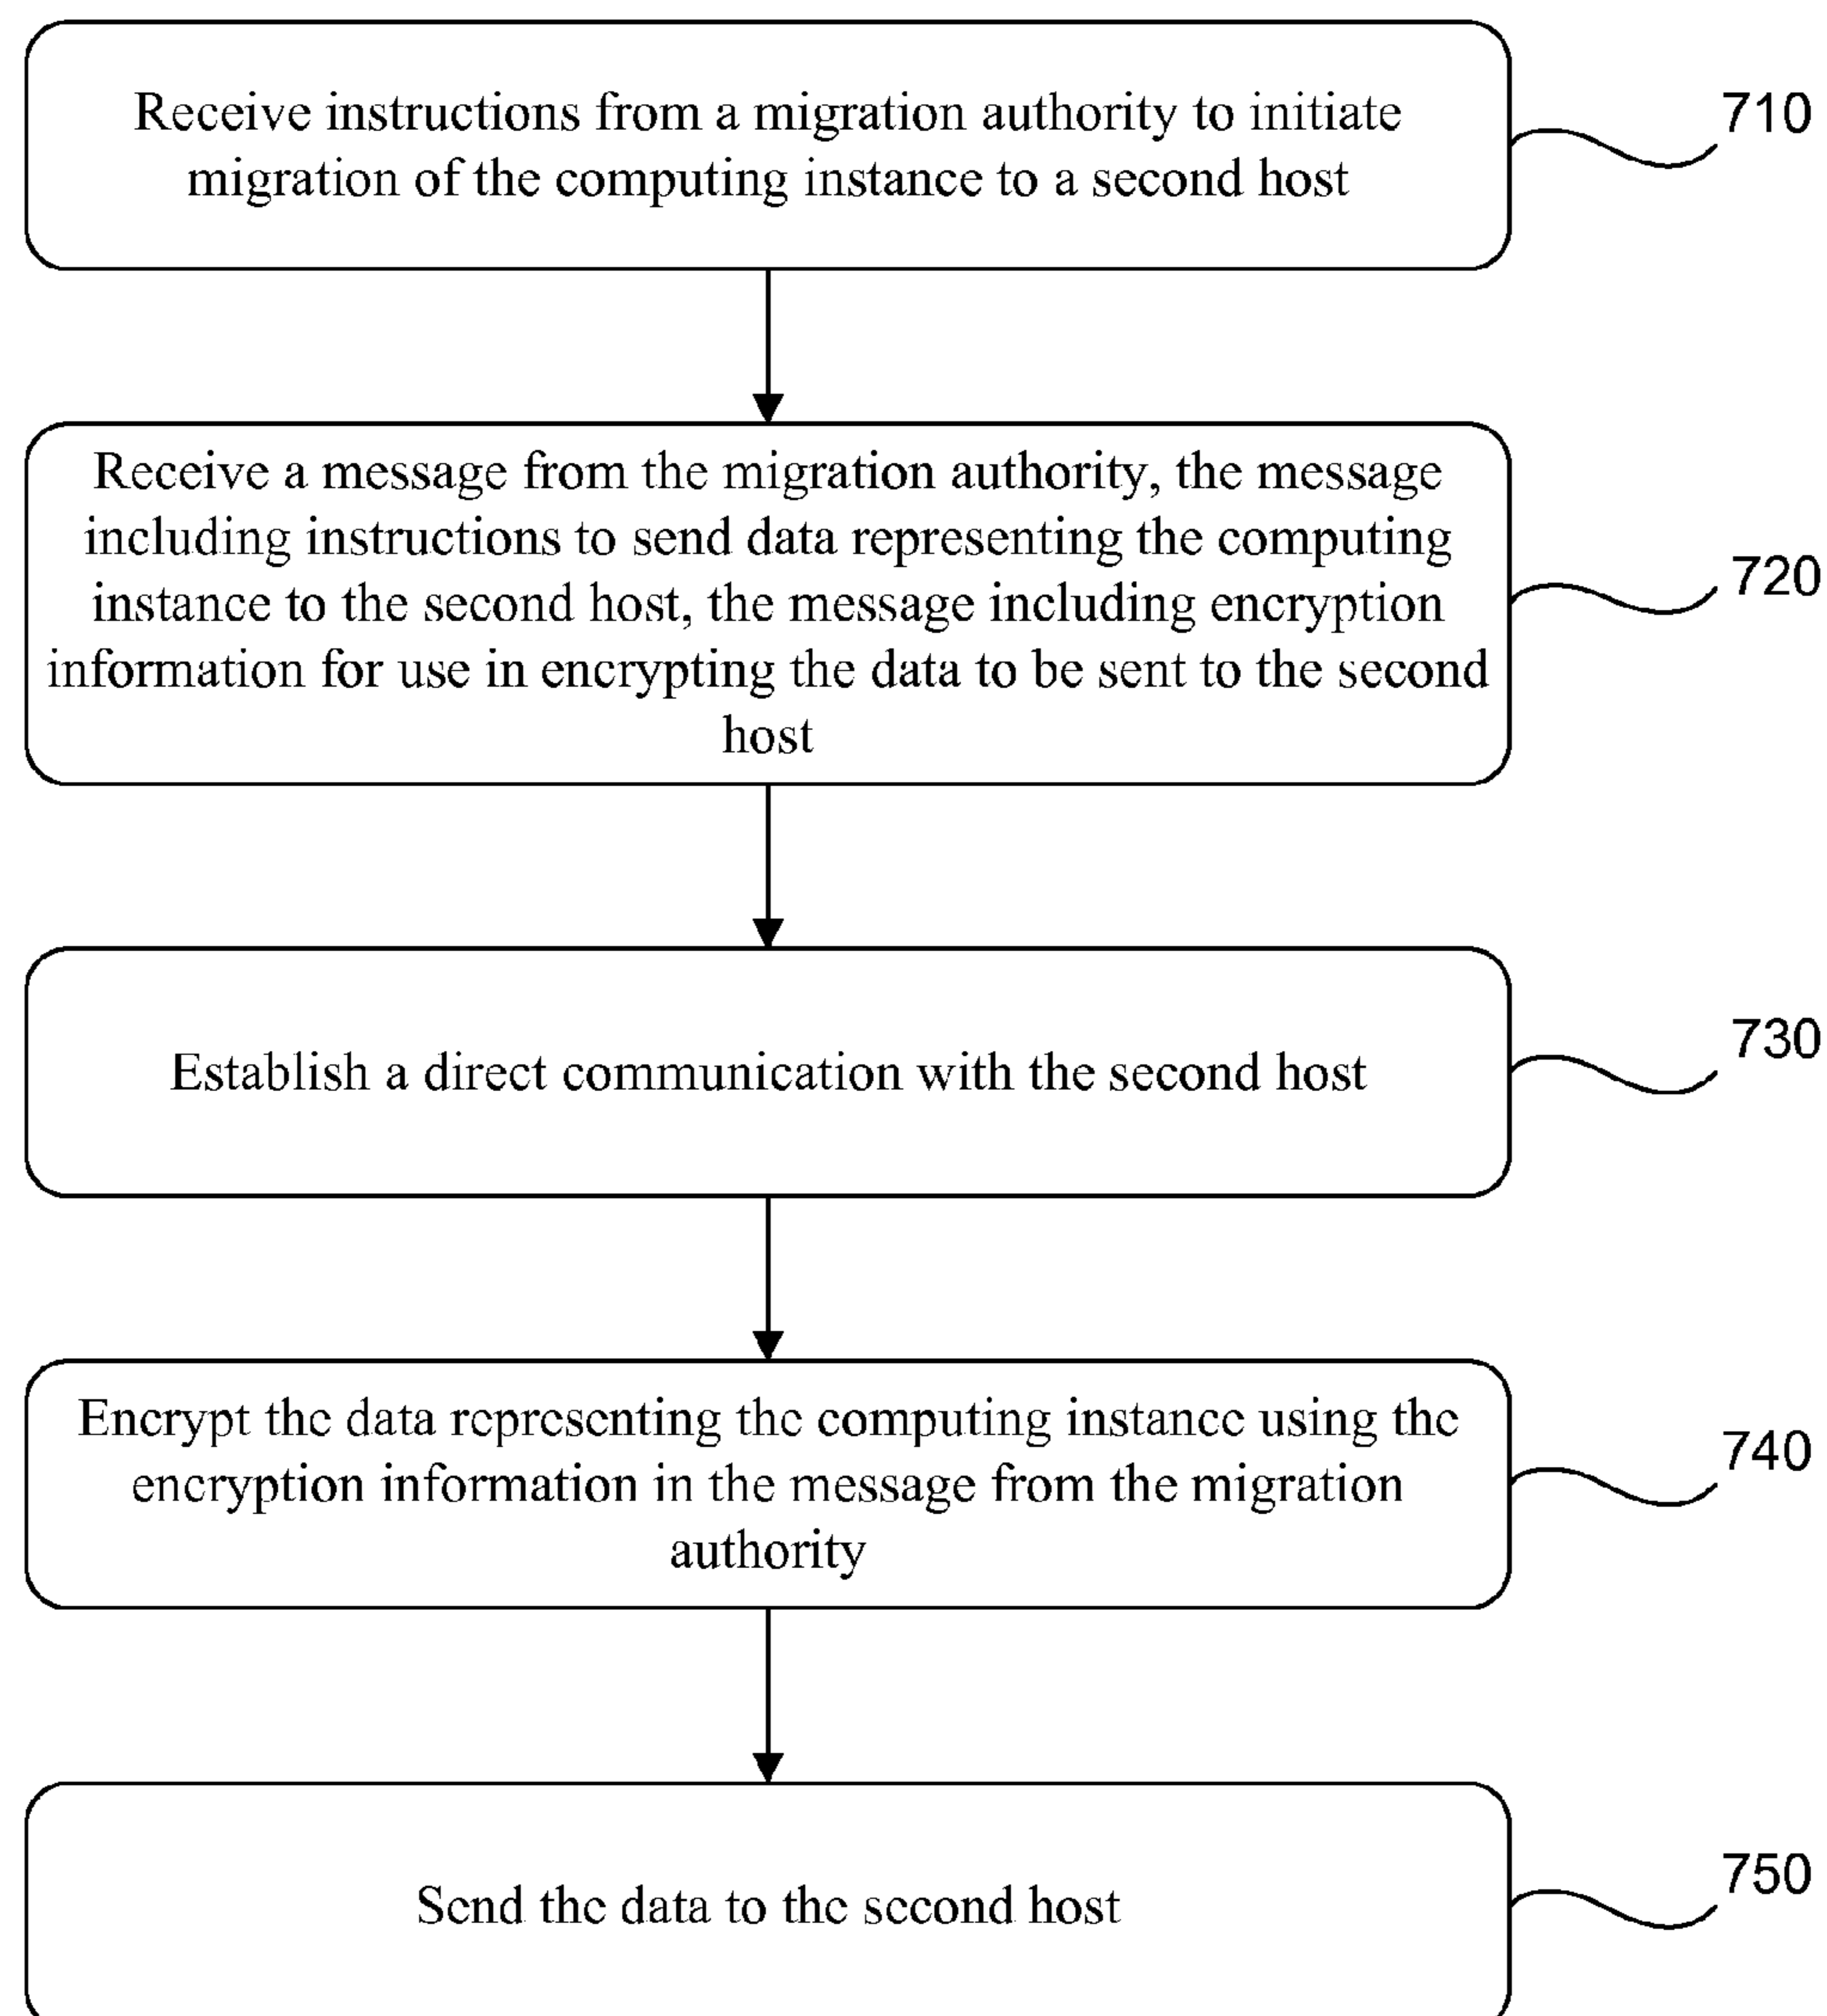 Receive instructions from a migration authority to initiate
migration of the computing instance to a second host
710
Receive a message from the migration authority, the message
including instructions to send data representing the computing
instance to the second host, the message including encryption
information for use in encrypting the data to be sent to the second
host
720
Establish a direct communication with the second host
730
Encrypt the data representing the computing instance using the
encryption information in the message from the migration
authority
740
Send the data to the second host
750